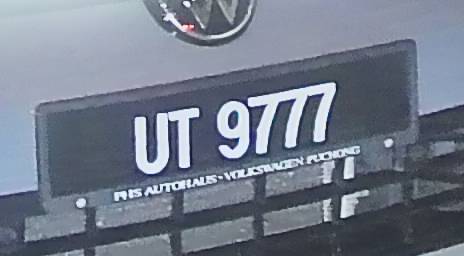 UT 9777
PHS AUTOHAUS • VOLKSWAGEN PUCHONG